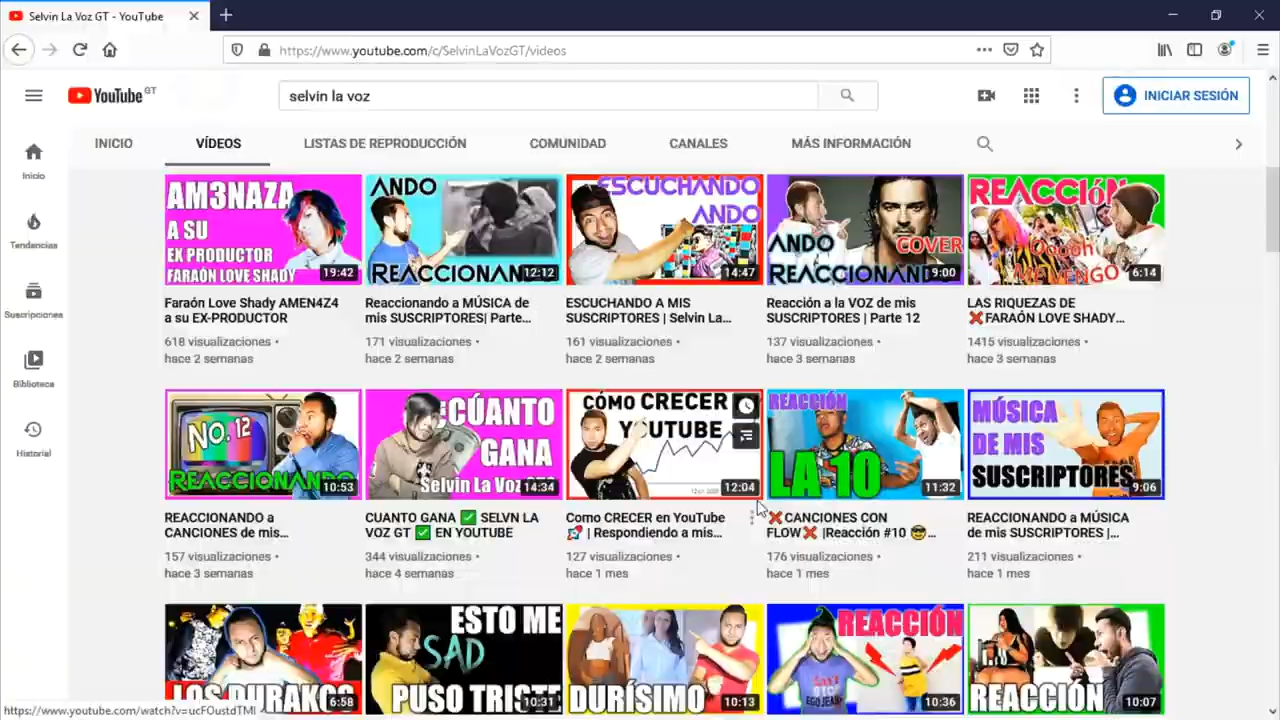 Selvin La Voz GT - YouTube
https://www.youtube.com/c/SelvinLaVozGT/videos
YouTube GT
selvin la voz
INICIAR SESIÓN
INICIO
VÍDEOS
LISTAS DE REPRODUCCIÓN
COMUNIDAD
CANALES
MÁS INFORMACIÓN
Inicio
Tendencias
Suscripciones
Biblioteca
Historial
AM3NAZA
A SU
EX PRODUCTOR
FARAÓN LOVE SHADY
19:42
Faraón Love Shady AMEN4Z4
a su EX-PRODUCTOR
618 visualizaciones •
hace 2 semanas
ANDO
REACCIONAN
12:12
Reaccionando a MÚSICA de
mis SUSCRIPTORES| Parte...
171 visualizaciones •
hace 2 semanas
ESCUCHANDO
ANDO
14:47
ESCUCHANDO A MIS
SUSCRIPTORES | Selvin La...
161 visualizaciones •
hace 2 semanas
ANDO
COVER
REACCIONAND
9:00
Reacción a la VOZ de mis
SUSCRIPTORES | Parte 12
137 visualizaciones •
hace 3 semanas
REACCIÓN
Ooooh
MEVENGO
6:14
LAS RIQUEZAS DE
❌FARAÓN LOVE SHADY...
1415 visualizaciones •
hace 3 semanas
NO.12
REACCIONANDO
10:53
REACCIONANDO a
CANCIONES de mis...
157 visualizaciones •
hace 3 semanas
¿CÚANTO
GANA
Selvin La Voz GT
14:34
CUANTO GANA ✅ SELVN LA
VOZ GT ✅ EN YOUTUBE
344 visualizaciones •
hace 4 semanas
CÓMO CRECER
YOUTUBE
12:04
Como CRECER en YouTube
🚀 | Respondiendo a mis...
127 visualizaciones •
hace 1 mes
REACCIÓN
LA 10
11:32
❌CANCIONES CON
FLOW❌ |Reacción #10 😎...
176 visualizaciones •
hace 1 mes
MÚSICA
DE MIS
SUSCRIPTORES
9:06
REACCIONANDO a MÚSICA
de mis SUSCRIPTORES |...
211 visualizaciones •
hace 1 mes
LOS DURAKOS
6:58
ESTO ME
SAD
PUSO TRISTE
10:31
DURÍSIMO
10:13
REACCIÓN
10:36
REACCIÓN
10:07